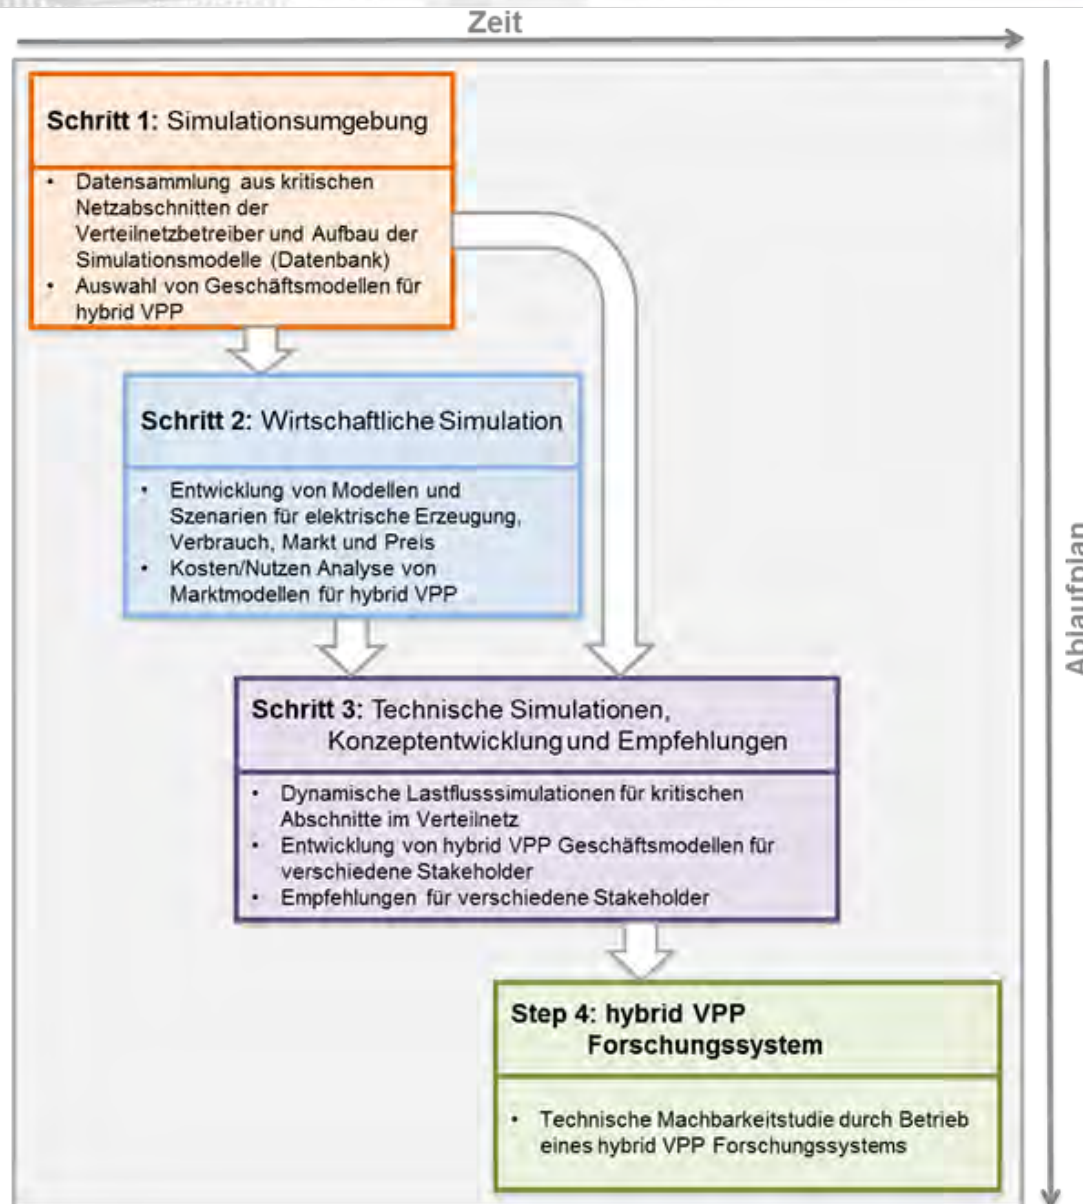 Zeit
Schritt 1: Simulationsumgebung
• Datensammlung aus kritischen
Netzabschnitten der
Verteilnetzbetreiber und Aufbau der
Simulationsmodelle (Datenbank)
• Auswahl von Geschäftsmodellen für
hybrid VPP
Schritt 2: Wirtschaftliche Simulation
• Entwicklung von Modellen und
Szenarien für elektrische Erzeugung,
Verbrauch, Markt und Preis
• Kosten/Nutzen Analyse von
Marktmodellen für hybrid VPP
Ablaufplan
Schritt 3: Technische Simulationen,
Konzeptentwicklung und Empfehlungen
• Dynamische Lastflusssimulationen für kritischen
Abschnitte im Verteilnetz
• Entwicklung von hybrid VPP Geschäftsmodellen für
verschiedene Stakeholder
• Empfehlungen für verschiedene Stakeholder
Step 4: hybrid VPP
Forschungssystem
• Technische Machbarkeitstudie durch Betrieb
eines hybrid VPP Forschungssystems